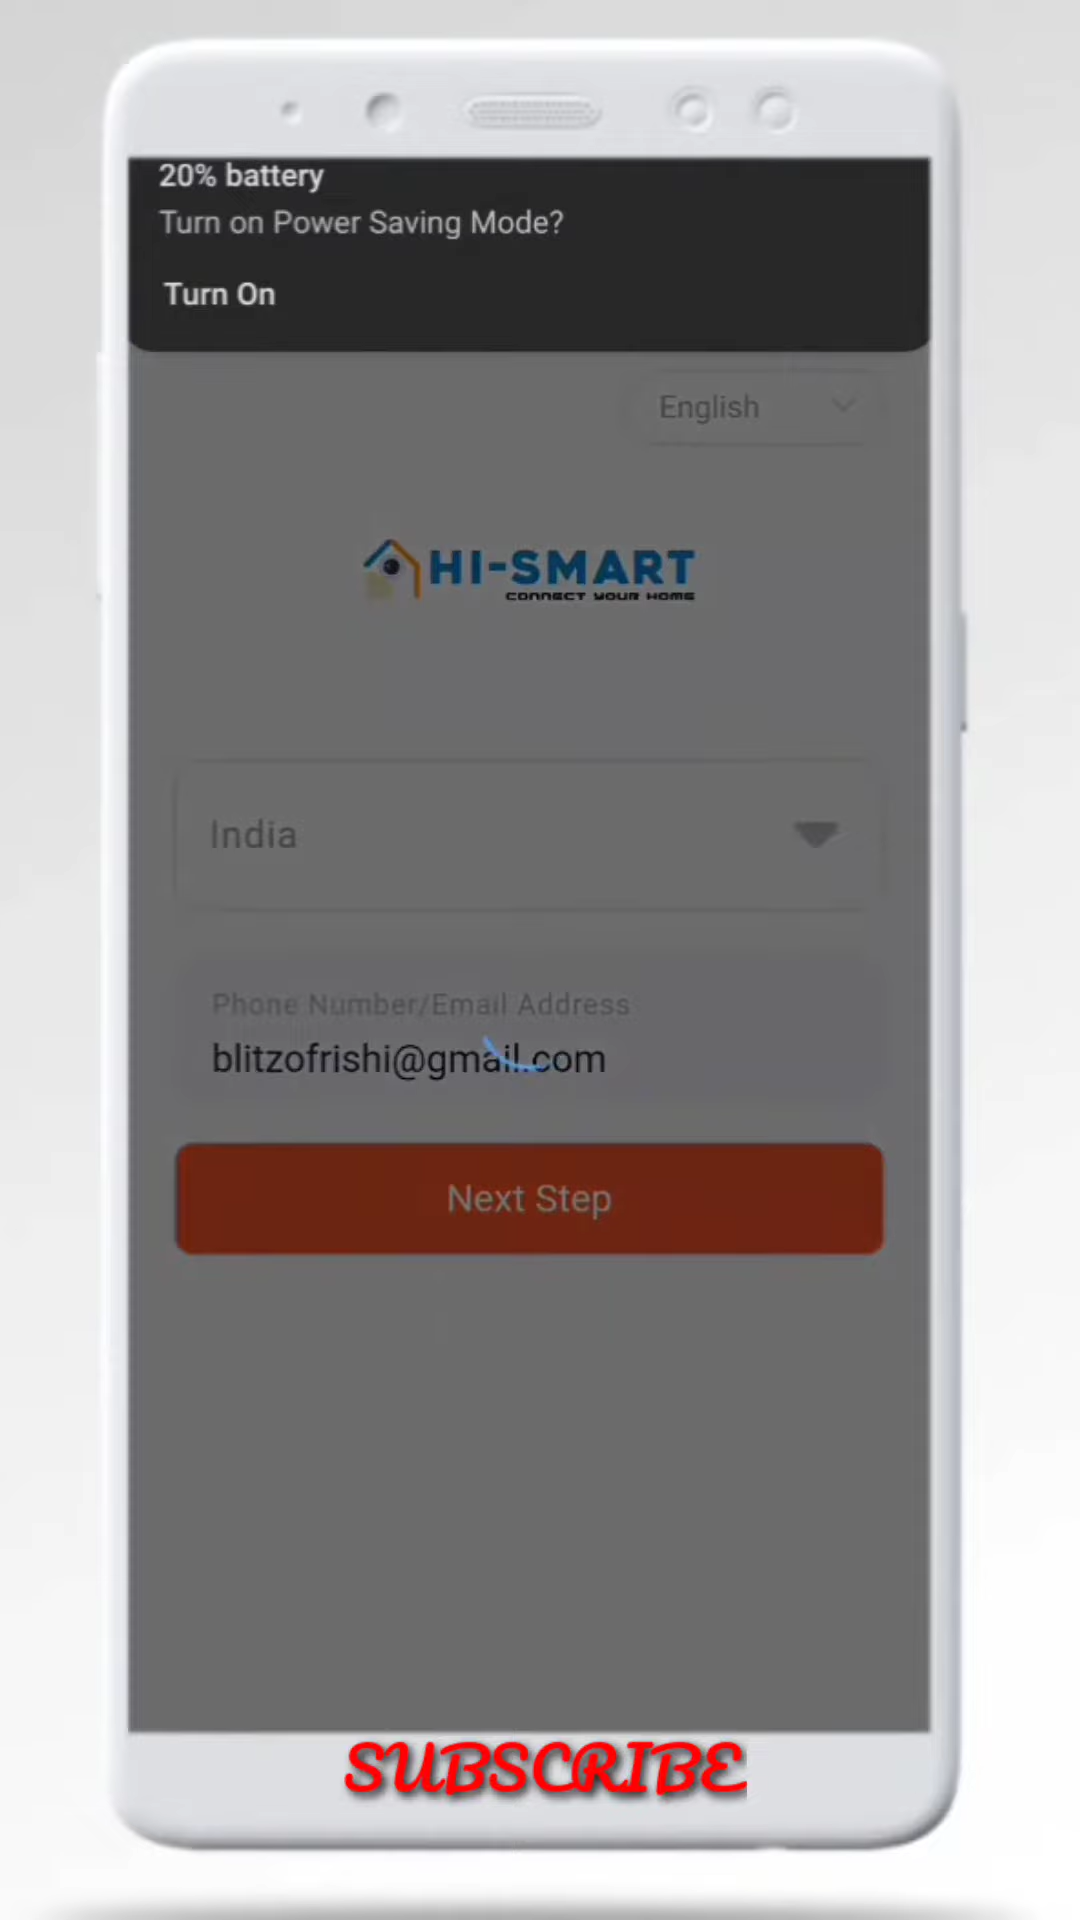 20% battery
Turn on Power Saving Mode?
Turn On
English
HI-SMART
CONNECT YOUR HOME
India
Phone Number/Email Address
blitzofrishi@gmail.com
Next Step
SUBSCRIBE